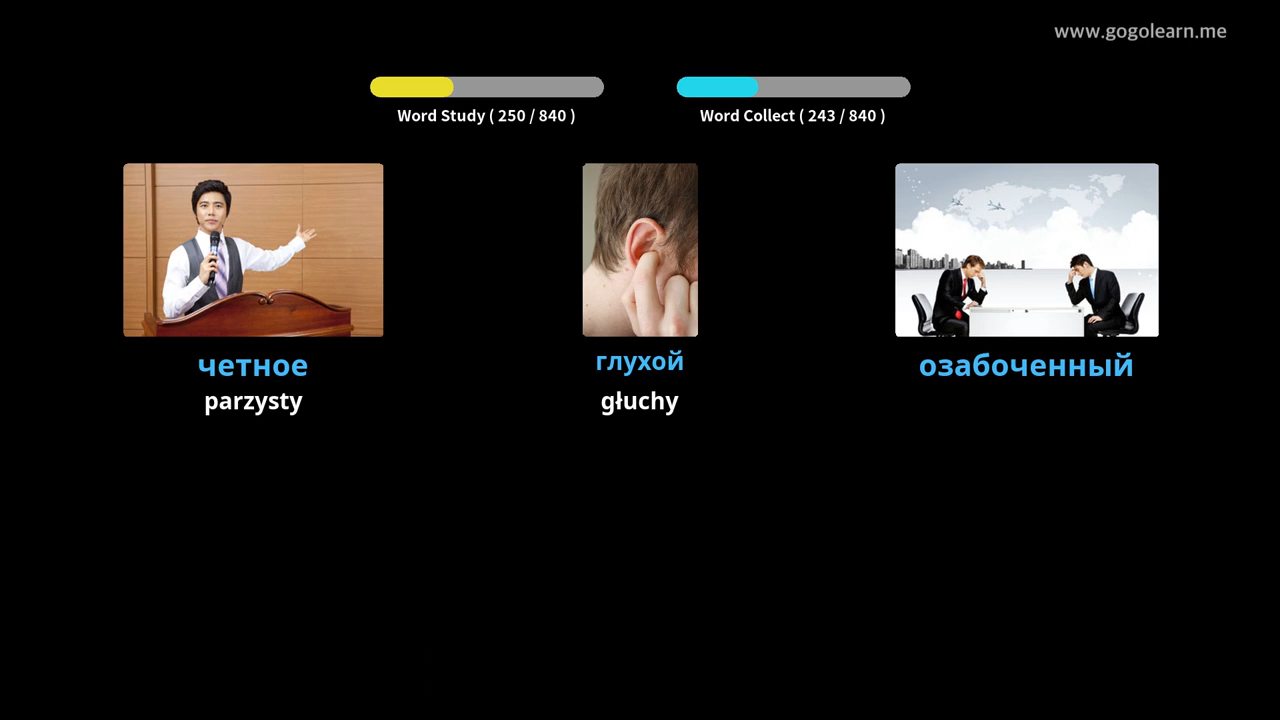 www.gogolearn.me
Word Study ( 250 / 840 )
Word Collect ( 243 / 840 )
четное
глухой
озабоченный
parzysty
głuchy